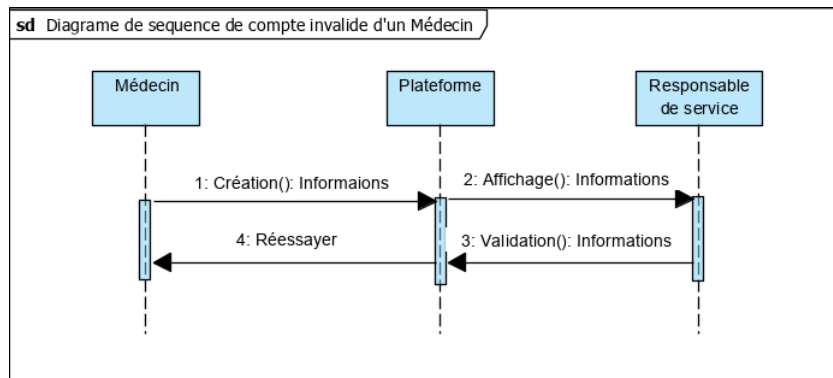 sd Diagrame de sequence de compte invalide d'un Médecin
Médecin
Plateforme
Responsable
de service
1: Création(): Informaions
2: Affichage(): Informations
4: Réessayer
3: Validation(): Informations